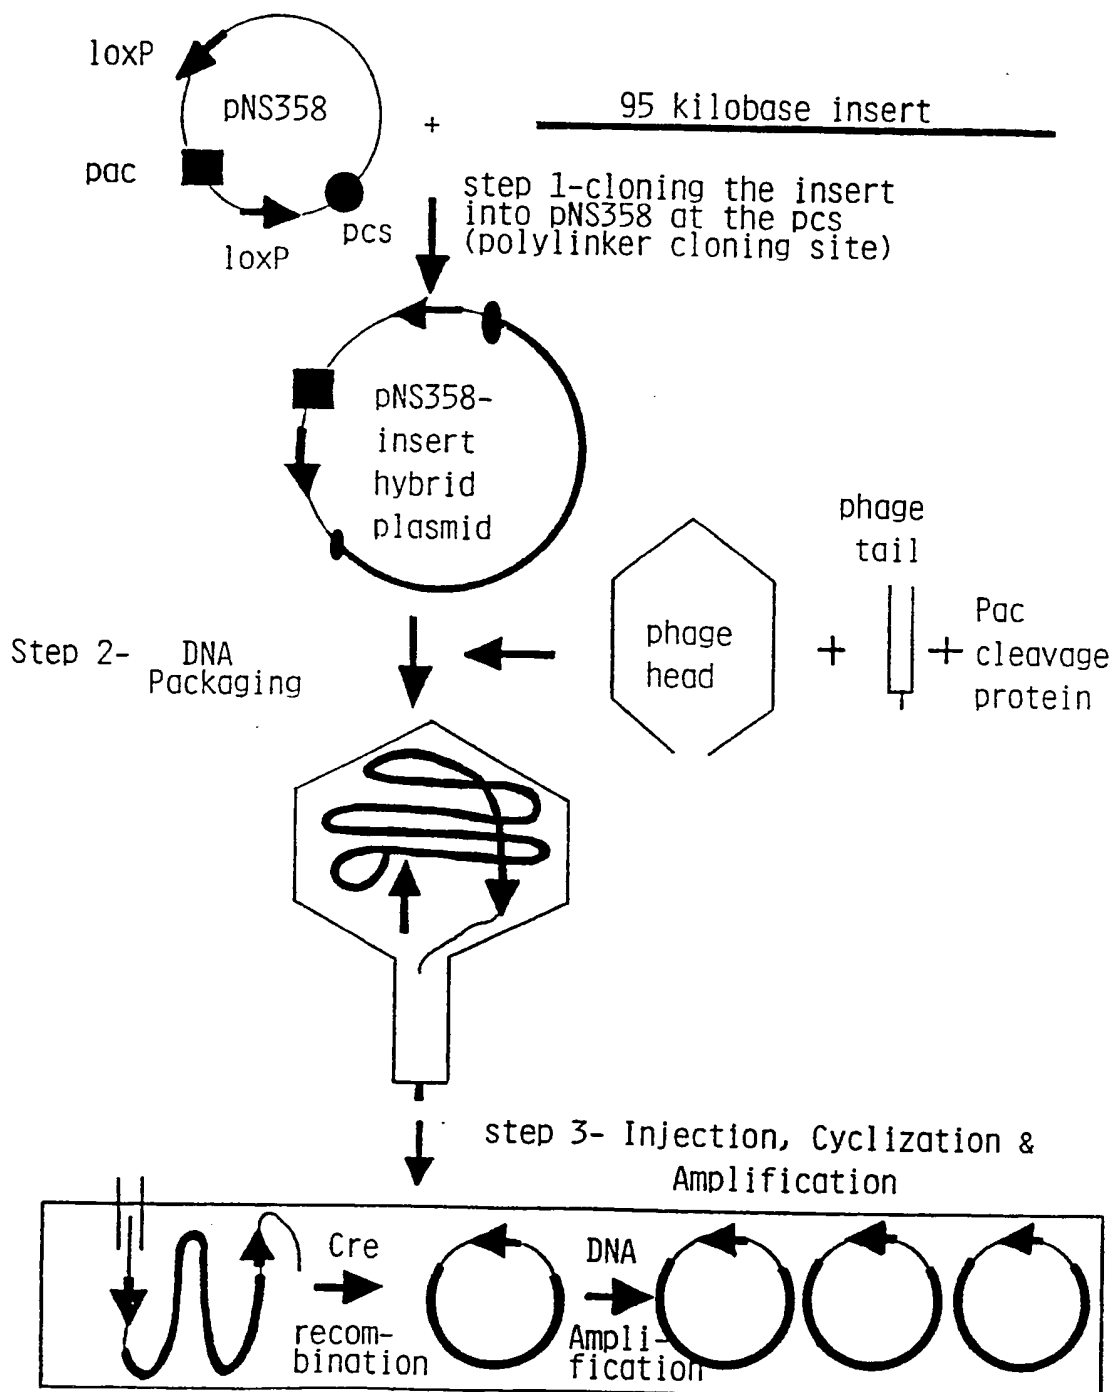 loxP
pNS358
+
95 kilobase insert
pac
loxP
pcs
step 1-cloning the insert
into pNS358 at the pcs
(polylinker cloning site)
pNS358-
insert
hybrid
plasmid
Step 2- DNA
Packaging
phage
head
+
phage
tail
+
Pac
cleavage
protein
step 3- Injection, Cyclization &
Amplification
Cre
recom-
bination
DNA
Ampli-
fication